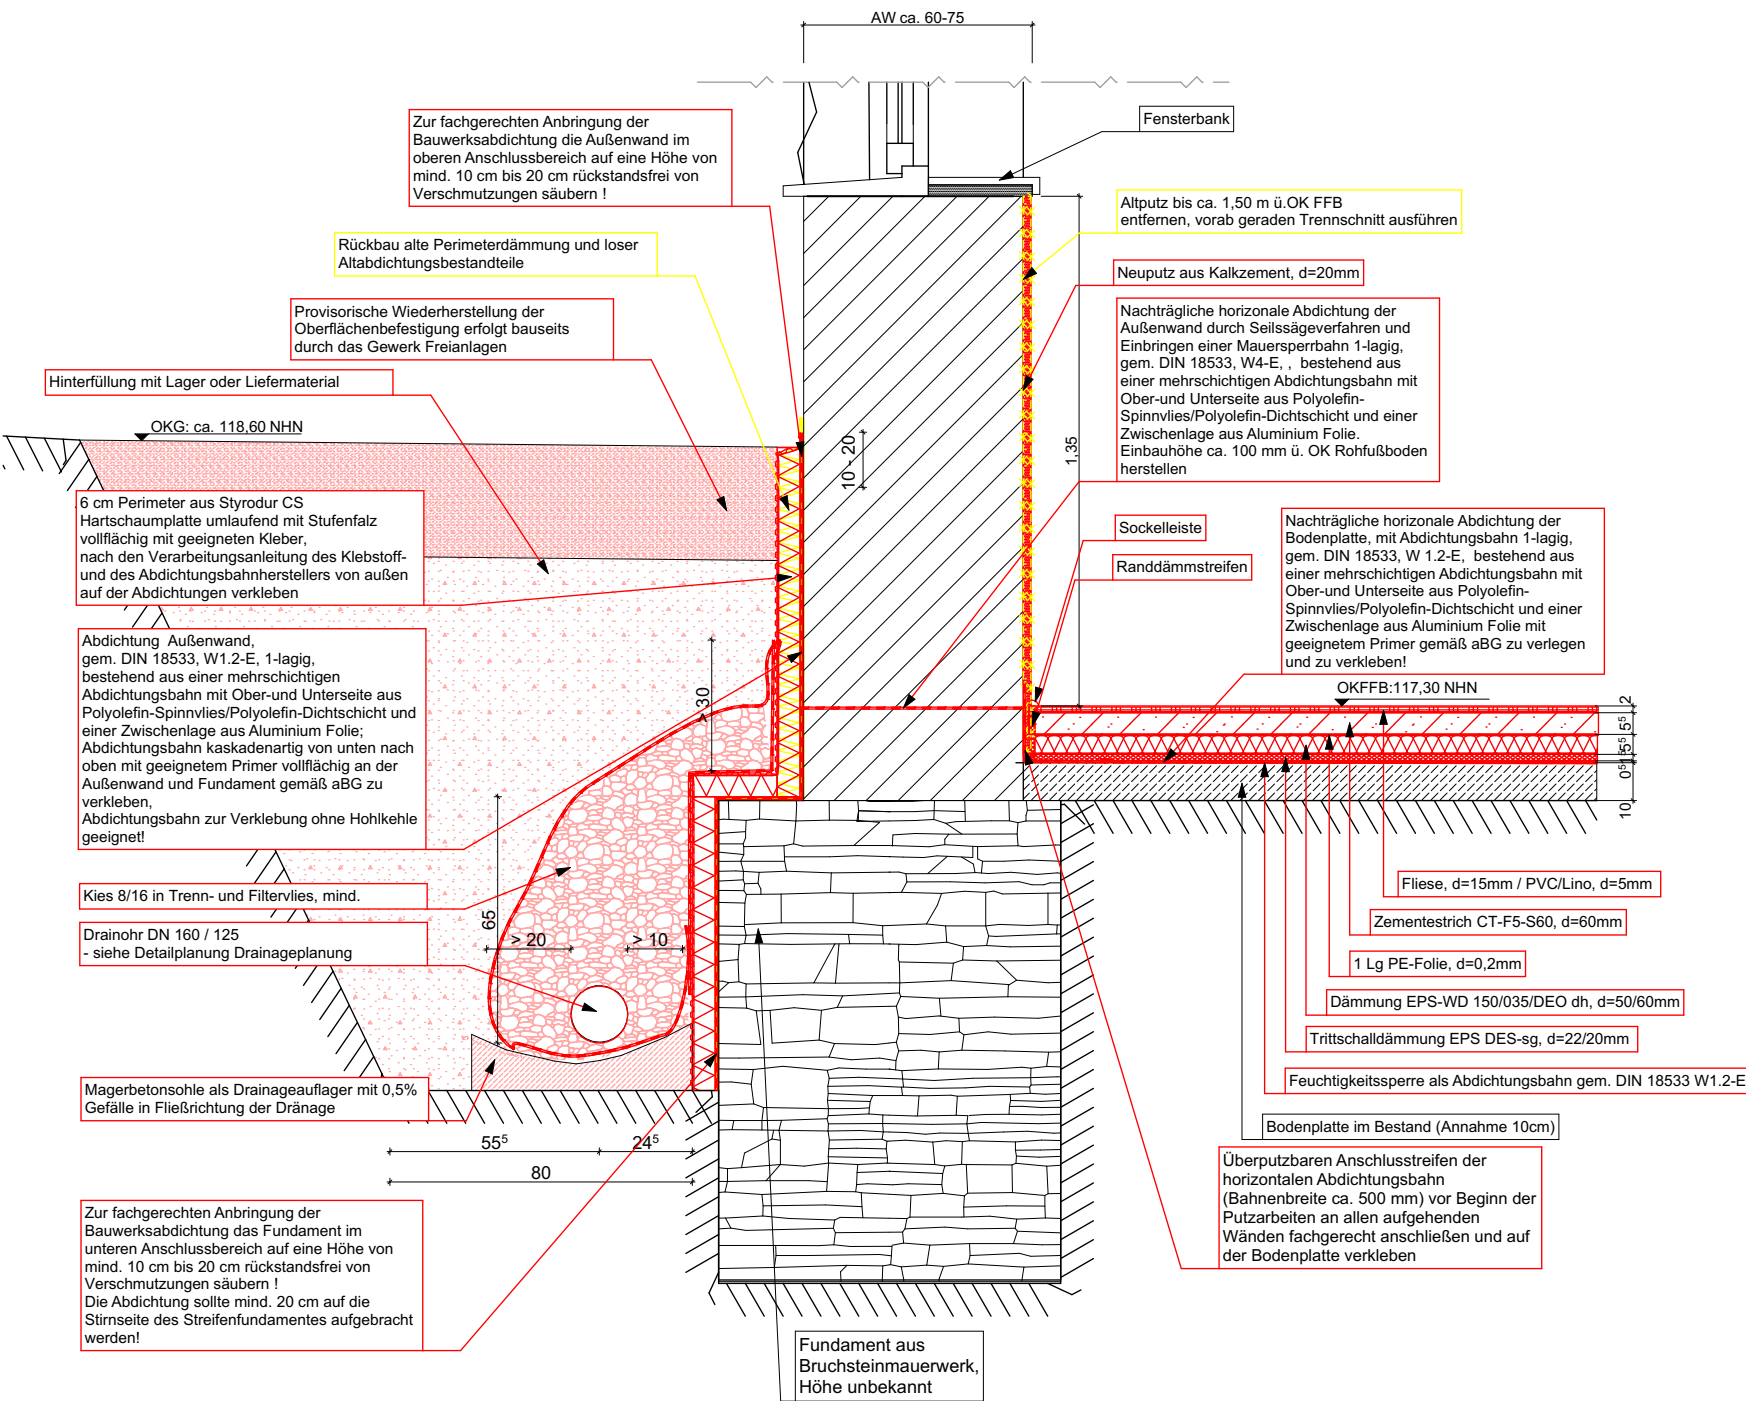 AW ca. 60-75
Zur fachgerechten Anbringung der
Bauwerksabdichtung die Außenwand im
oberen Anschlussbereich auf eine Höhe von
mind. 10 cm bis 20 cm rückstandsfrei von
Verschmutzungen säubern !
Fensterbank
Rückbau alte Perimeterdämmung und loser
Altabdichtungsbestandteile
Altputz bis ca. 1,50 m ü.OK FFB
entfernen, vorab geraden Trennschnitt ausführen
Provisorische Wiederherstellung der
Oberflächenbefestigung erfolgt bauseits
durch das Gewerk Freianlagen
Neuputz aus Kalkzement, d=20mm
Nachträgliche horizonale Abdichtung der
Außenwand durch Seilssägeverfahren und
Einbringen einer Mauersperrbahn 1-lagig,
gem. DIN 18533, W4-E, , bestehend aus
einer mehrschichtigen Abdichtungsbahn mit
Ober-und Unterseite aus Polyolefin-
Spinnvlies/Polyolefin-Dichtschicht und einer
Zwischenlage aus Aluminium Folie.
Einbauhöhe ca. 100 mm ü. OK Rohfußboden
herstellen
Hinterfüllung mit Lager oder Liefermaterial
OKG: ca. 118,60 NHN
10 - 20
1,35
6 cm Perimeter aus Styrodur CS
Hartschaumplatte umlaufend mit Stufenfalz
vollflächig mit geeigneten Kleber,
nach den Verarbeitungsanleitung des Klebstoff-
und des Abdichtungsbahnherstellers von außen
auf der Abdichtungen verkleben
Sockelleiste
Randdämmstreifen
Nachträgliche horizonale Abdichtung der
Bodenplatte, mit Abdichtungsbahn 1-lagig,
gem. DIN 18533, W 1.2-E, bestehend aus
einer mehrschichtigen Abdichtungsbahn mit
Ober-und Unterseite aus Polyolefin-
Spinnvlies/Polyolefin-Dichtschicht und einer
Zwischenlage aus Aluminium Folie mit
geeignetem Primer gemäß aBG zu verlegen
und zu verkleben!
Abdichtung Außenwand,
gem. DIN 18533, W1.2-E, 1-lagig,
bestehend aus einer mehrschichtigen
Abdichtungsbahn mit Ober-und Unterseite aus
Polyolefin-Spinnvlies/Polyolefin-Dichtschicht und
einer Zwischenlage aus Aluminium Folie;
Abdichtungsbahn kaskadenartig von unten nach
oben mit geeignetem Primer vollflächig an der
Außenwand und Fundament gemäß aBG zu
verkleben,
Abdichtungsbahn zur Verklebung ohne Hohlkehle
geeignet!
> 30
OKFFB:117,30 NHN
2
5⁵
5⁵
1⁵
0⁵
10
Kies 8/16 in Trenn- und Filtervlies, mind.
Drainohr DN 160 / 125
- siehe Detailplanung Drainageplanung
65
> 20
> 10
Fliese, d=15mm / PVC/Lino, d=5mm
Zementestrich CT-F5-S60, d=60mm
1 Lg PE-Folie, d=0,2mm
Dämmung EPS-WD 150/035/DEO dh, d=50/60mm
Trittschalldämmung EPS DES-sg, d=22/20mm
Feuchtigkeitssperre als Abdichtungsbahn gem. DIN 18533 W1.2-E
Bodenplatte im Bestand (Annahme 10cm)
Magerbetonsohle als Drainageauflager mit 0,5%
Gefälle in Fließrichtung der Dränage
55⁵
24⁵
80
Überputzbaren Anschlusstreifen der
horizontalen Abdichtungsbahn
(Bahnenbreite ca. 500 mm) vor Beginn der
Putzarbeiten an allen aufgehenden
Wänden fachgerecht anschließen und auf
der Bodenplatte verkleben
Zur fachgerechten Anbringung der
Bauwerksabdichtung das Fundament im
unteren Anschlussbereich auf eine Höhe von
mind. 10 cm bis 20 cm rückstandsfrei von
Verschmutzungen säubern !
Die Abdichtung sollte mind. 20 cm auf die
Stirnseite des Streifenfundamentes aufgebracht
werden!
Fundament aus
Bruchsteinmauerwerk,
Höhe unbekannt